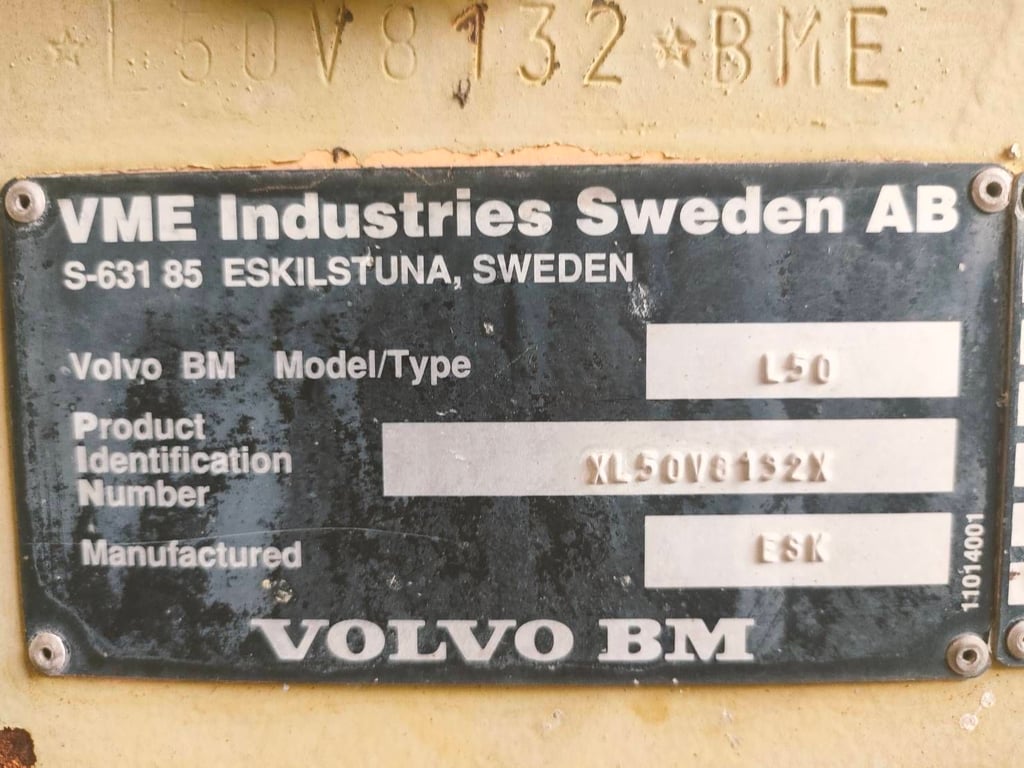 ☆L50V8132☆BME
VME Industries Sweden AB
S-631 85 ESKILSTUNA, SWEDEN
Volvo BM Model/Type
L50
Product
Identification
Number
XL50V8132X
Manufactured
ESK
11014001
VOLVO BM